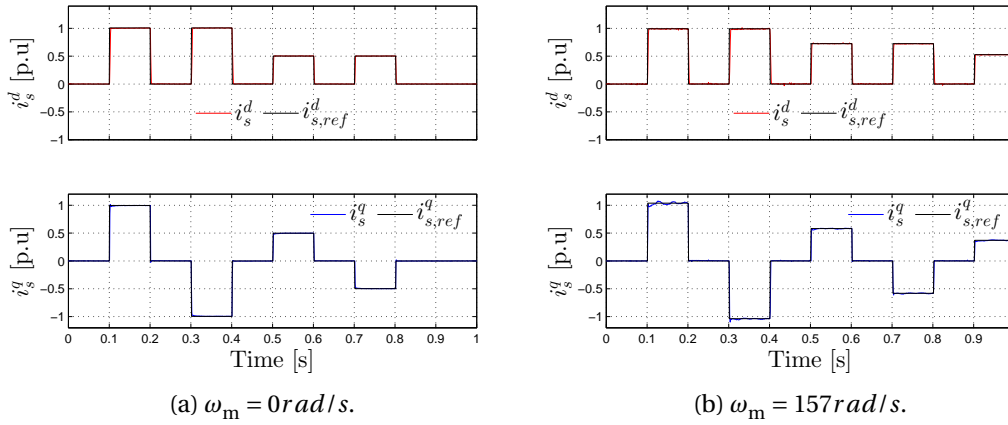 1
0.5
0
−0.5
−1
i_s^d [p.u]
i_s^d i_{s,ref}^d
1
0.5
0
−0.5
−1
i_s^q [p.u]
i_s^q i_{s,ref}^q
0 0.1 0.2 0.3 0.4 0.5 0.6 0.7 0.8 0.9 1
Time [s]
(a) ω_m = 0rad/s.
1
0.5
0
−0.5
−1
i_s^d [p.u]
i_s^d i_{s,ref}^d
1
0.5
0
−0.5
−1
i_s^q [p.u]
i_s^q i_{s,ref}^q
0 0.1 0.2 0.3 0.4 0.5 0.6 0.7 0.8 0.9
Time [s]
(b) ω_m = 157rad/s.